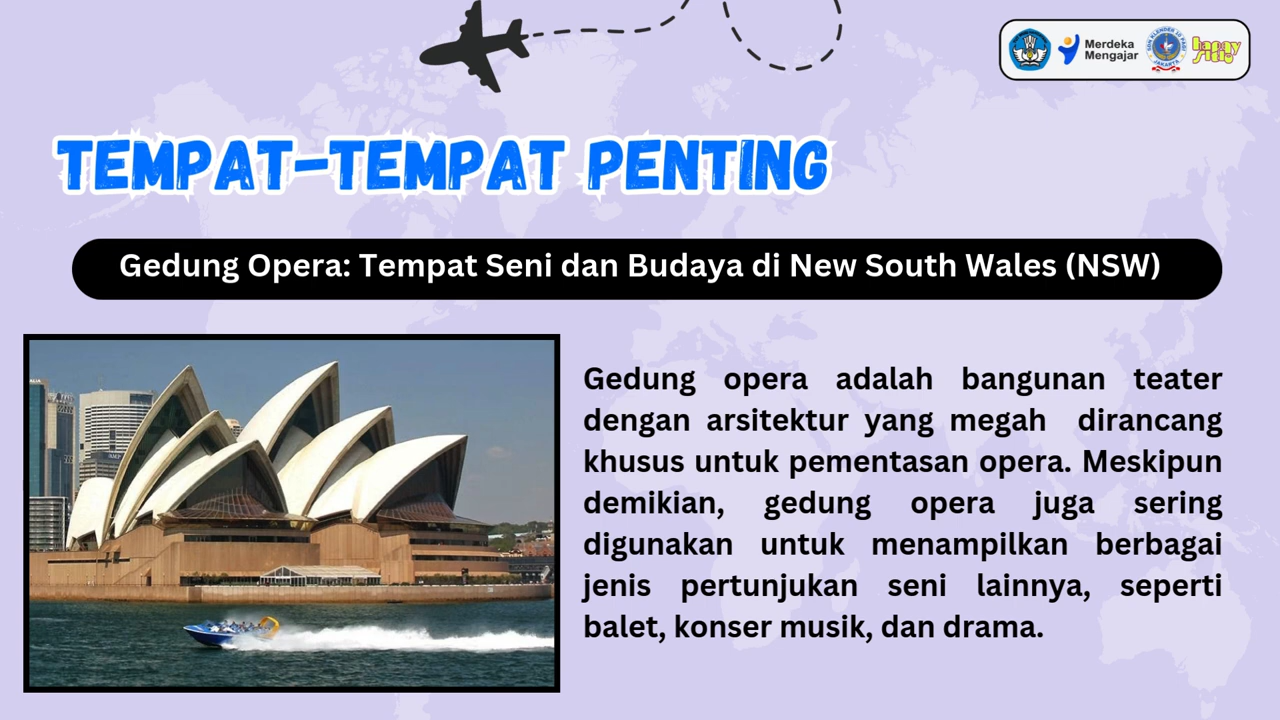 Merdeka
Mengajar
TEMPAT-TEMPAT PENTING
Gedung Opera: Tempat Seni dan Budaya di New South Wales (NSW)
Gedung opera adalah bangunan teater
dengan arsitektur yang megah dirancang
khusus untuk pementasan opera. Meskipun
demikian, gedung opera juga sering
digunakan untuk menampilkan berbagai
jenis pertunjukan seni lainnya, seperti
balet, konser musik, dan drama.